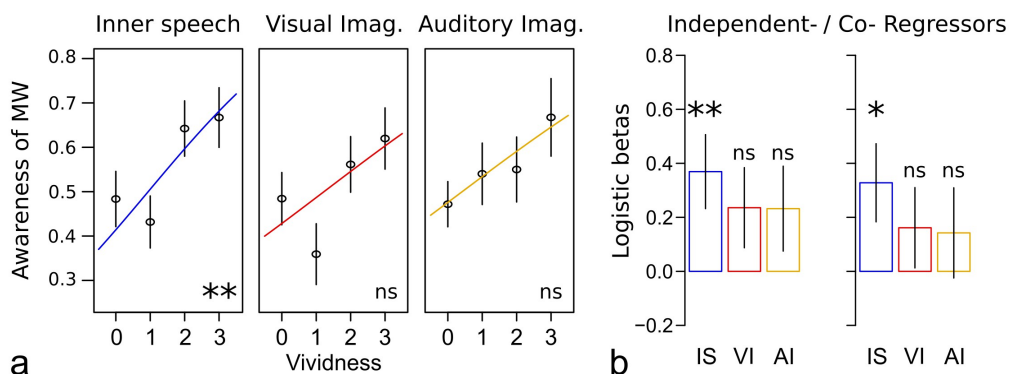 Inner speech Visual Imag. Auditory Imag.
Awareness of MW
0.8
0.7
0.6
0.5
0.4
0.3
** ns ns
0 1 2 3 0 1 2 3 0 1 2 3
Vividness
a
Independent- / Co- Regressors
Logistic betas
0.8
0.6
0.4
0.2
0.0
−0.2
** ns ns * ns ns
IS VI AI IS VI AI
b